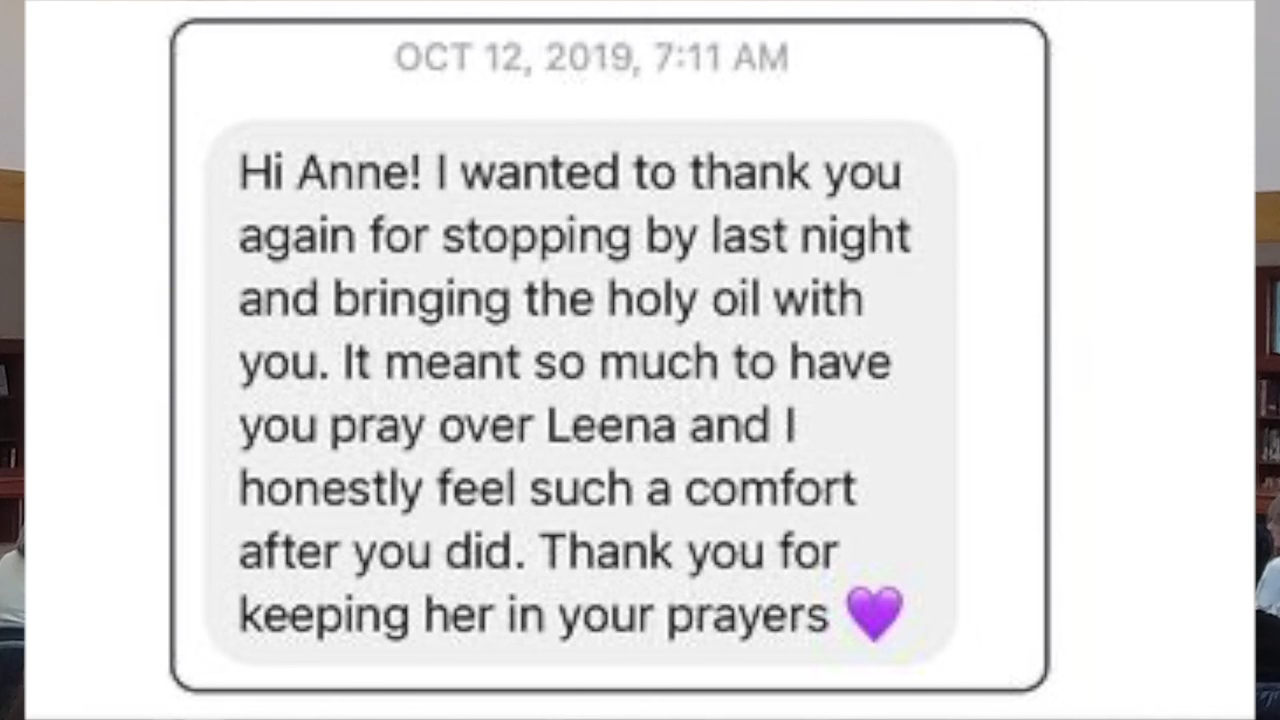 OCT 12, 2019, 7:11 AM
Hi Anne! I wanted to thank you
again for stopping by last night
and bringing the holy oil with
you. It meant so much to have
you pray over Leena and I
honestly feel such a comfort
after you did. Thank you for
keeping her in your prayers 💜